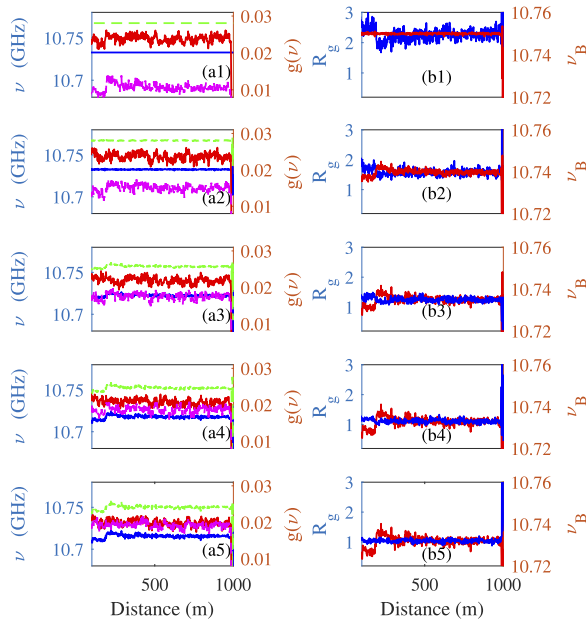 ν (GHz) 10.75 10.7 (a1) 0.03 0.02 0.01 g(ν) R_g 3 2 1 (b1) 10.76 10.74 10.72 ν_B
ν (GHz) 10.75 10.7 (a2) 0.03 0.02 0.01 g(ν) R_g 3 2 1 (b2) 10.76 10.74 10.72 ν_B
ν (GHz) 10.75 10.7 (a3) 0.03 0.02 0.01 g(ν) R_g 3 2 1 (b3) 10.76 10.74 10.72 ν_B
ν (GHz) 10.75 10.7 (a4) 0.03 0.02 0.01 g(ν) R_g 3 2 1 (b4) 10.76 10.74 10.72 ν_B
ν (GHz) 10.75 10.7 (a5) 0.03 0.02 0.01 g(ν) R_g 3 2 1 (b5) 10.76 10.74 10.72 ν_B
500 1000 500 1000
Distance (m) Distance (m)